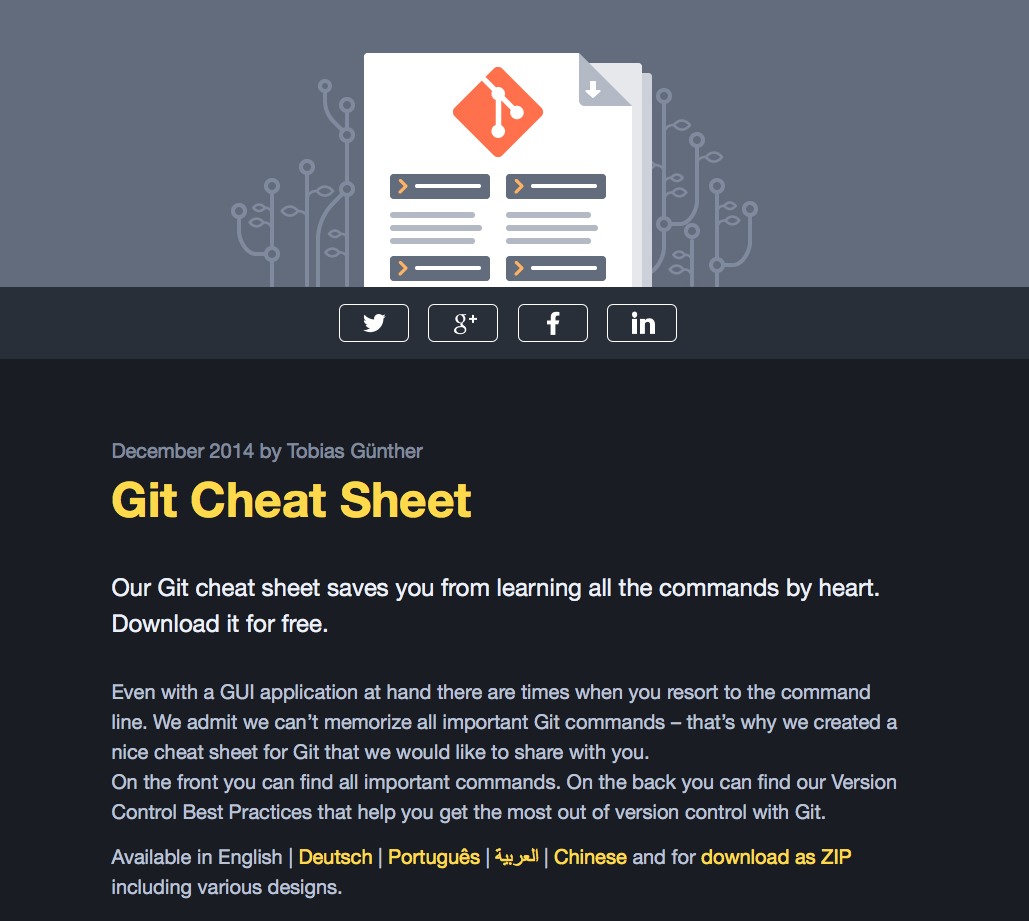 g+
f
in
December 2014 by Tobias Günther
Git Cheat Sheet
Our Git cheat sheet saves you from learning all the commands by heart.
Download it for free.
Even with a GUI application at hand there are times when you resort to the command
line. We admit we can’t memorize all important Git commands – that’s why we created a
nice cheat sheet for Git that we would like to share with you.
On the front you can find all important commands. On the back you can find our Version
Control Best Practices that help you get the most out of version control with Git.
Available in English | Deutsch | Português | العربية | Chinese and for download as ZIP
including various designs.